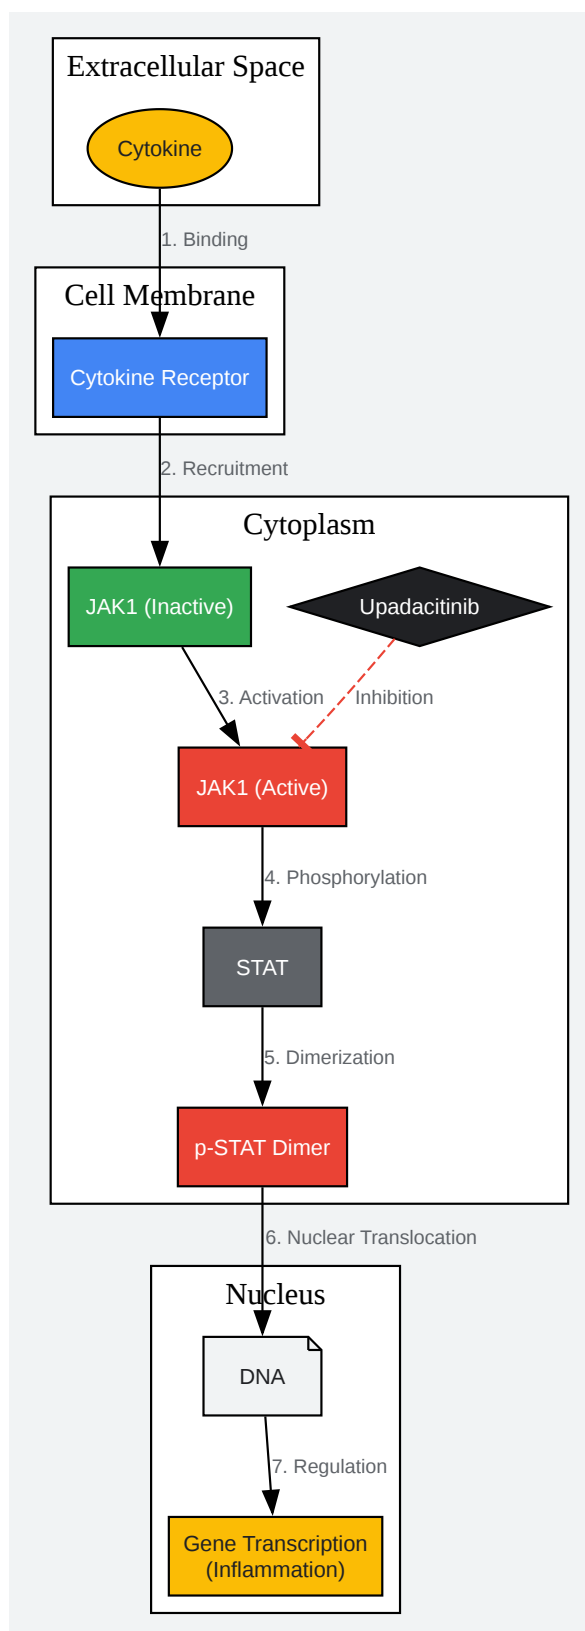 Extracellular Space
Cytokine
1. Binding
Cell Membrane
Cytokine Receptor
2. Recruitment
Cytoplasm
JAK1 (Inactive)
Upadacitinib
3. Activation
Inhibition
JAK1 (Active)
4. Phosphorylation
STAT
5. Dimerization
p-STAT Dimer
6. Nuclear Translocation
Nucleus
DNA
7. Regulation
Gene Transcription
(Inflammation)